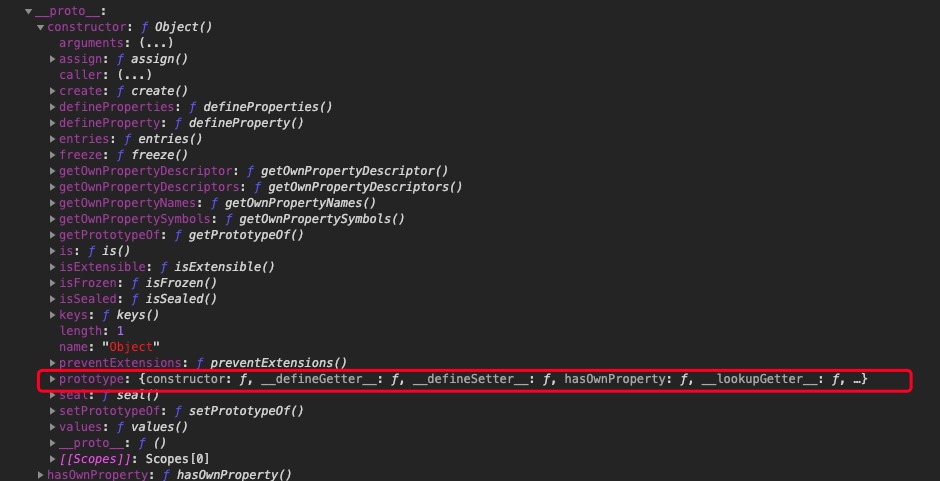 __proto__:
constructor: ƒ Object()
arguments: (...)
assign: ƒ assign()
caller: (...)
create: ƒ create()
defineProperties: ƒ defineProperties()
defineProperty: ƒ defineProperty()
entries: ƒ entries()
freeze: ƒ freeze()
getOwnPropertyDescriptor: ƒ getOwnPropertyDescriptor()
getOwnPropertyDescriptors: ƒ getOwnPropertyDescriptors()
getOwnPropertyNames: ƒ getOwnPropertyNames()
getOwnPropertySymbols: ƒ getOwnPropertySymbols()
getPrototypeOf: ƒ getPrototypeOf()
is: ƒ is()
isExtensible: ƒ isExtensible()
isFrozen: ƒ isFrozen()
isSealed: ƒ isSealed()
keys: ƒ keys()
length: 1
name: "Object"
preventExtensions: ƒ preventExtensions()
prototype: {constructor: ƒ, __defineGetter__: ƒ, __defineSetter__: ƒ, hasOwnProperty: ƒ, __lookupGetter__: ƒ, …}
seal: ƒ seal()
setPrototypeOf: ƒ setPrototypeOf()
values: ƒ values()
__proto__: ƒ ()
[[Scopes]]: Scopes[0]
hasOwnProperty: ƒ hasOwnProperty()